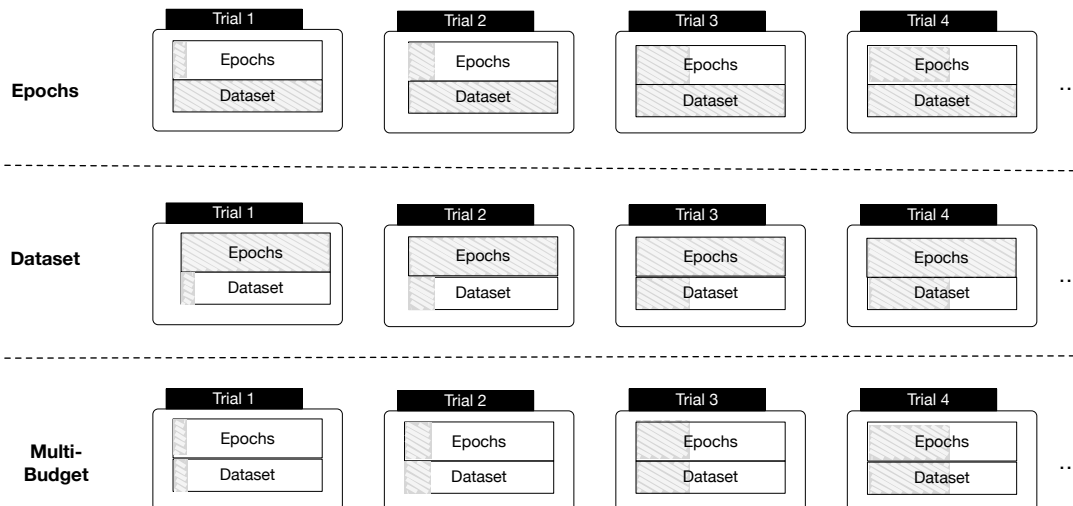 Trial 1
Trial 2
Trial 3
Trial 4
Epochs
Epochs
Epochs
Epochs
Epochs
Dataset
Dataset
Dataset
Dataset
..
Trial 1
Trial 2
Trial 3
Trial 4
Dataset
Epochs
Epochs
Epochs
Epochs
Dataset
Dataset
Dataset
Dataset
..
Trial 1
Trial 2
Trial 3
Trial 4
Multi-
Budget
Epochs
Epochs
Epochs
Epochs
Dataset
Dataset
Dataset
Dataset
..